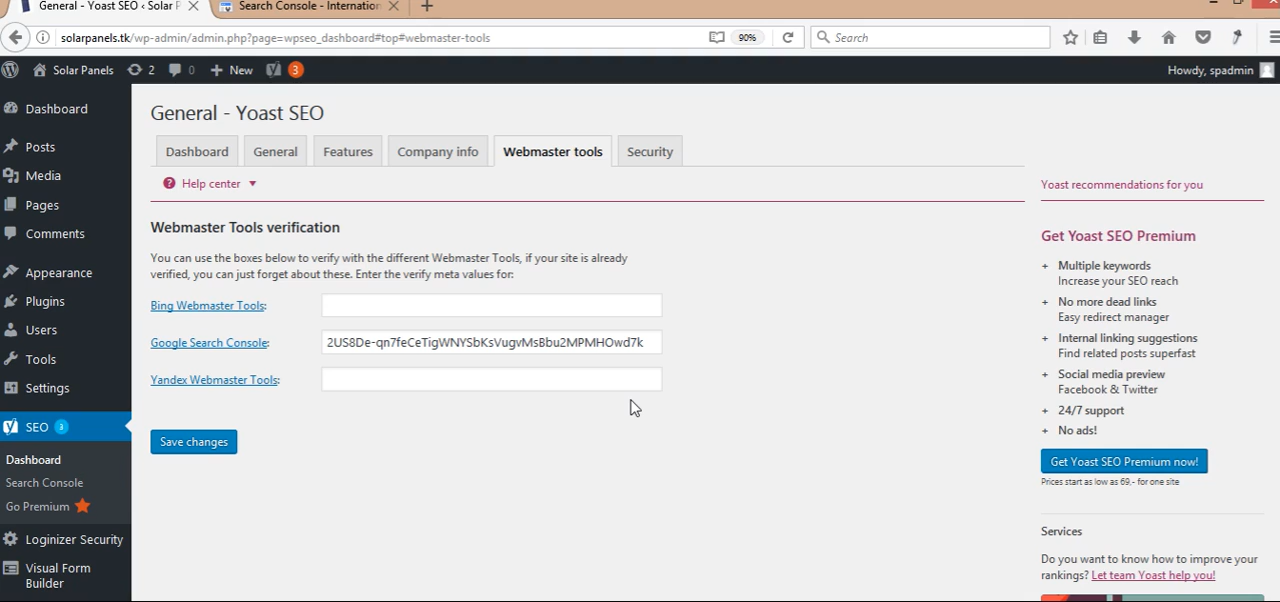 General - Yoast SEO ‹ Solar P
Search Console - Internation
solarpanels.tk/wp-admin/admin.php?page=wpseo_dashboard#top#webmaster-tools
90%
Search
Solar Panels
2
0
New
3
Howdy, spadmin
Dashboard
Posts
Media
Pages
Comments
Appearance
Plugins
Users
Tools
Settings
SEO 3
Dashboard
Search Console
Go Premium
Loginizer Security
Visual Form
Builder
General - Yoast SEO
Dashboard
General
Features
Company info
Webmaster tools
Security
Help center
Webmaster Tools verification
You can use the boxes below to verify with the different Webmaster Tools, if your site is already
verified, you can just forget about these. Enter the verify meta values for:
Bing Webmaster Tools:
Google Search Console: 2US8De-qn7feCeTigWNYSbKsVugvMsBbu2MPMHOwd7k
Yandex Webmaster Tools:
Save changes
Yoast recommendations for you
Get Yoast SEO Premium
+ Multiple keywords
Increase your SEO reach
+ No more dead links
Easy redirect manager
+ Internal linking suggestions
Find related posts superfast
+ Social media preview
Facebook & Twitter
+ 24/7 support
+ No ads!
Get Yoast SEO Premium now!
Prices start as low as 69,- for one site
Services
Do you want to know how to improve your
rankings? Let team Yoast help you!